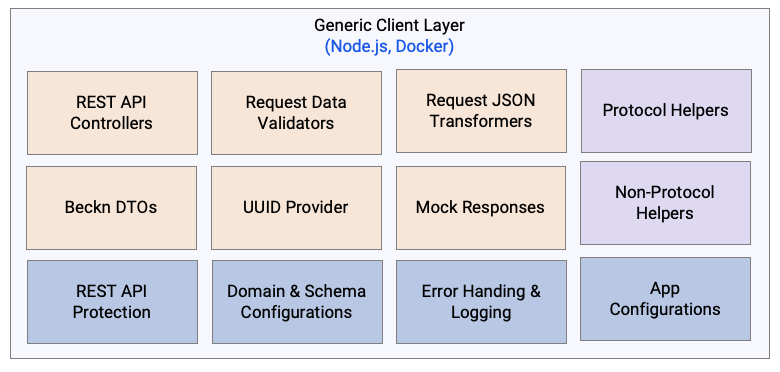 Generic Client Layer
(Node.js, Docker)
REST API
Controllers
Request Data
Validators
Request JSON
Transformers
Protocol Helpers
Beckn DTOs
UUID Provider
Mock Responses
Non-Protocol
Helpers
REST API
Protection
Domain & Schema
Configurations
Error Handing &
Logging
App
Configurations